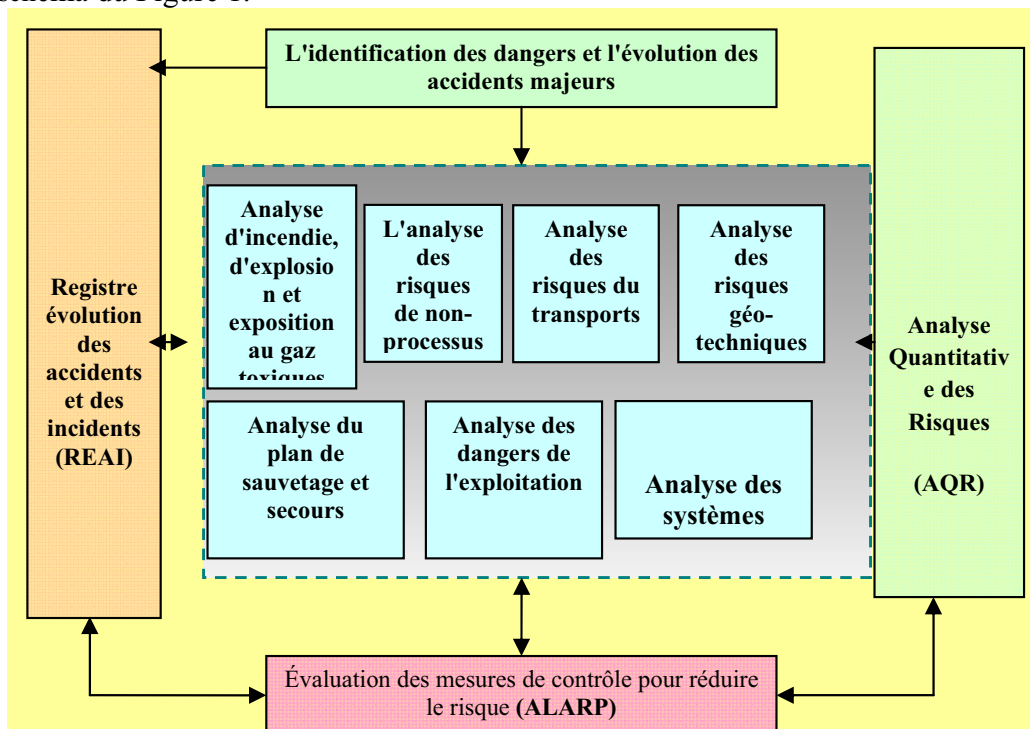 schéma du Figure 1.
L'identification des dangers et l'évolution des
accidents majeurs
Registre
évolution
des
accidents
et des
incidents
(REAI)
Analyse
d'incendie,
d'explosio
n et
exposition
au gaz
toxiques
L'analyse
des
risques
de non-
processus
Analyse
des
risques du
transports
Analyse
des
risques
géo-
techniques
Analyse du
plan de
sauvetage et
secours
Analyse des
dangers de
l'exploitation
Analyse des
systèmes
Analyse
Quantitativ
e des
Risques
(AQR)
Évaluation des mesures de contrôle pour réduire
le risque (ALARP)